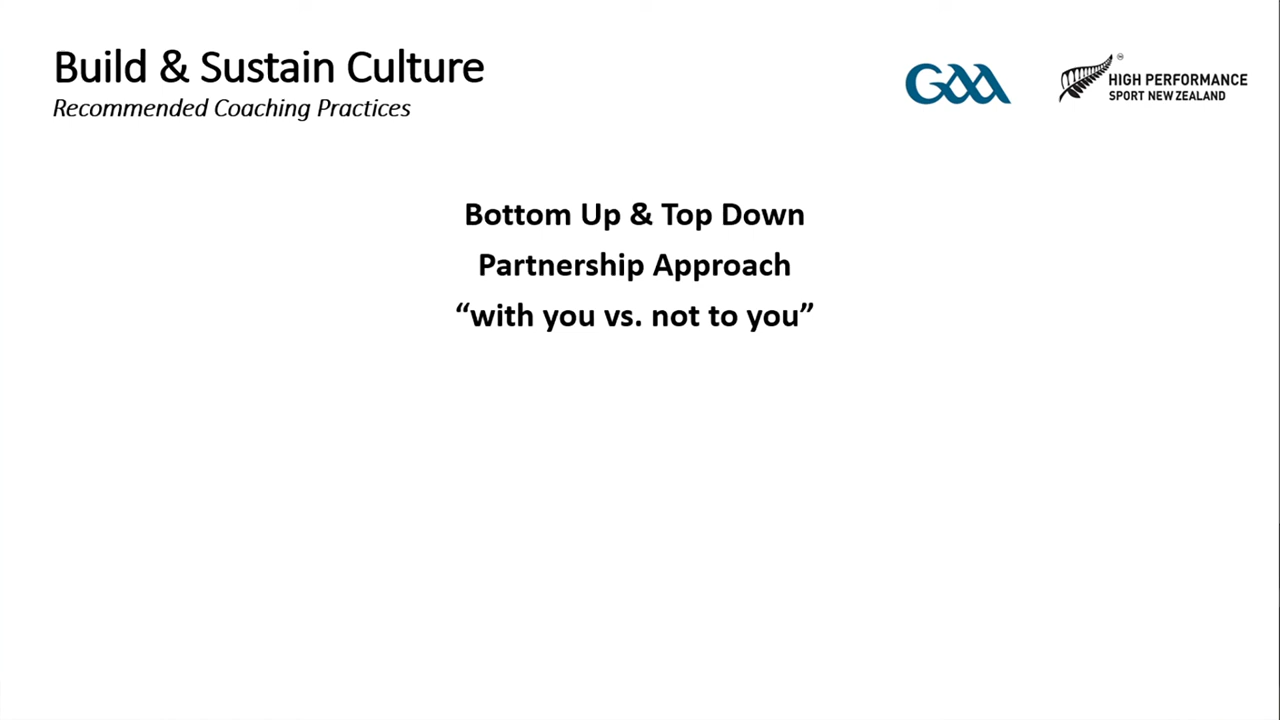 Build & Sustain Culture
Recommended Coaching Practices
GAA
HIGH PERFORMANCE
SPORT NEW ZEALAND
Bottom Up & Top Down
Partnership Approach
“with you vs. not to you”